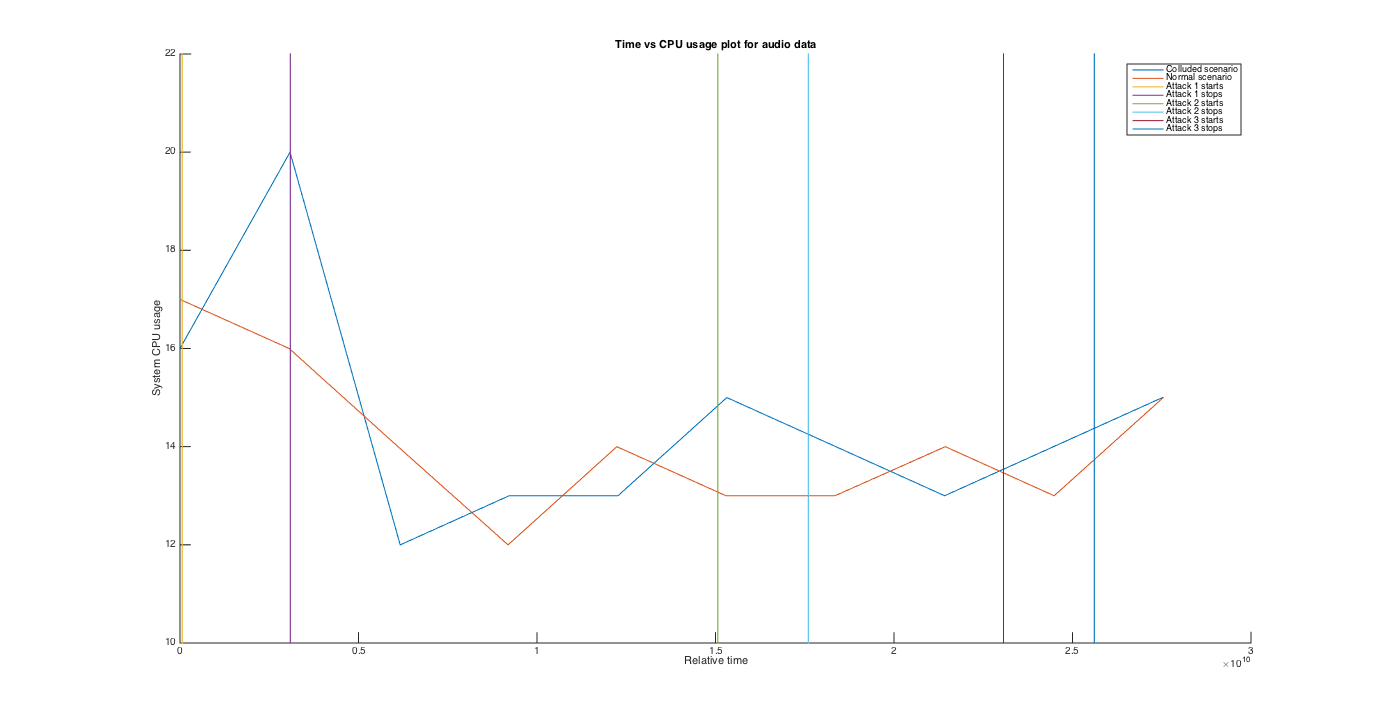 Time vs CPU usage plot for audio data
22
20
18
16
14
12
10
System CPU usage
Colluded scenario
Normal scenario
Attack 1 starts
Attack 1 stops
Attack 2 starts
Attack 2 stops
Attack 3 starts
Attack 3 stops
0 0.5 1 1.5 2 2.5 3
Relative time
×10^10